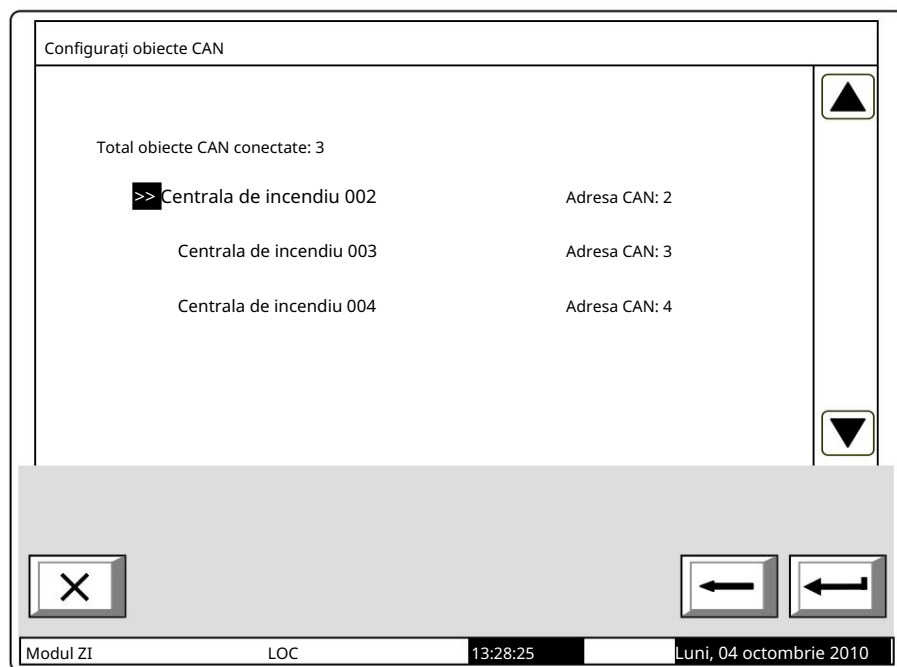 Configurați obiecte CAN
Total obiecte CAN conectate: 3
>> Centrala de incendiu 002 Adresa CAN: 2
Centrala de incendiu 003 Adresa CAN: 3
Centrala de incendiu 004 Adresa CAN: 4
Modul ZI LOC 13:28:25 Luni, 04 octombrie 2010